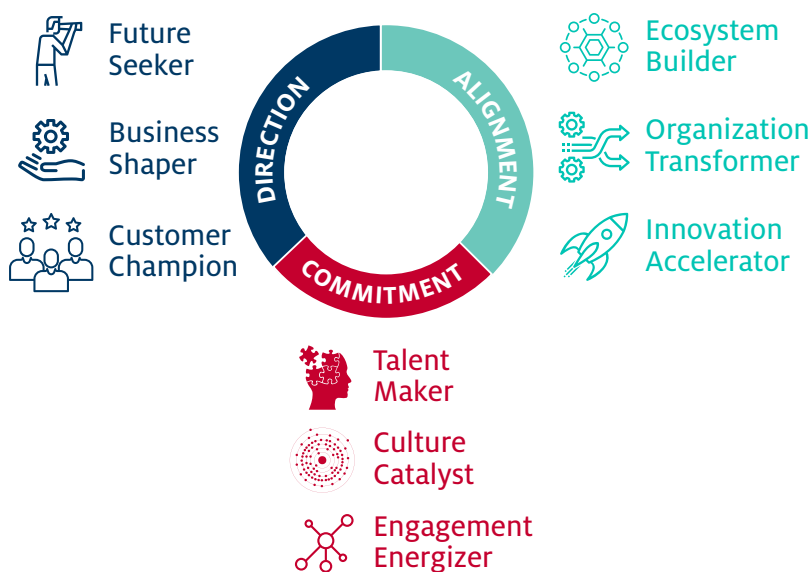 Future
Seeker
Business
Shaper
Customer
Champion
DIRECTION
ALIGNMENT
COMMITMENT
Ecosystem
Builder
Organization
Transformer
Innovation
Accelerator
Talent
Maker
Culture
Catalyst
Engagement
Energizer